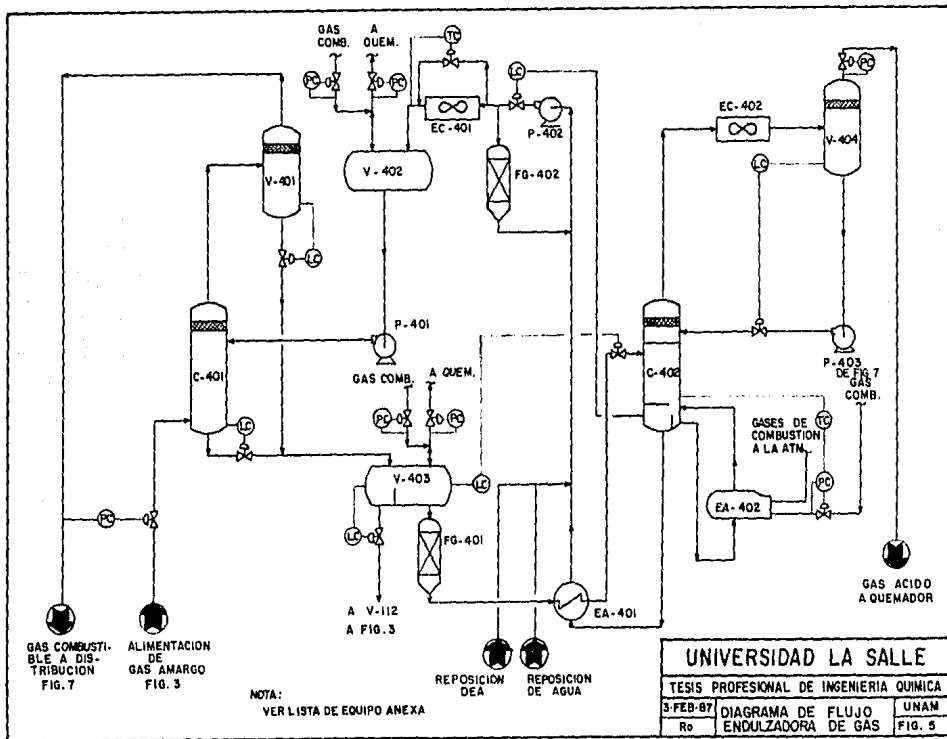 GAS
COMB.
A
QUEM.
TC
LC
PC
PC
PC
EC-401
P-402
EC-402
V-404
V-401
V-402
FG-402
LC
LC
P-401
C-401
GAS COMB.
A QUEM.
C-402
P-403
DE FIG 7
GAS
COMB.
LC
PC
PC
TC
GASES DE
COMBUSTION
A LA ATM.
V-403
LC
PC
EA-402
PC
LC
FG-401
A V-112
A FIG.3
EA-401
GAS ACIDO
A QUEMADOR
GAS COMBUSTI-
BLE A DIS-
TRIBUCION
FIG. 7
ALIMENTACION
DE
GAS AMARGO
FIG. 3
REPOSICION
DEA
REPOSICION
DE AGUA
NOTA:
VER LISTA DE EQUIPO ANEXA
UNIVERSIDAD LA SALLE
TESIS PROFESIONAL DE INGENIERIA QUIMICA
3-FEB-87
Ro
DIAGRAMA DE FLUJO
ENDULZADORA DE GAS
UNAM
FIG. 5